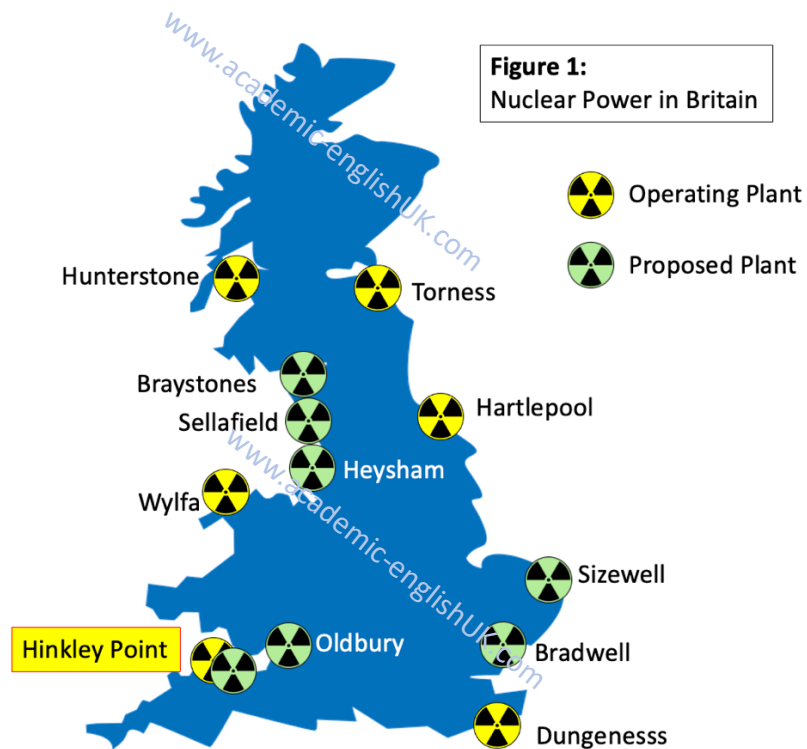 www.academic-englishUK.com
Figure 1:
Nuclear Power in Britain
Operating Plant
Proposed Plant
Hunterstone
Torness
Braystones
Hartlepool
Sellafield
Heysham
www.academic-englishUK.com
Wylfa
Sizewell
Hinkley Point
Oldbury
Bradwell
Dungenesss